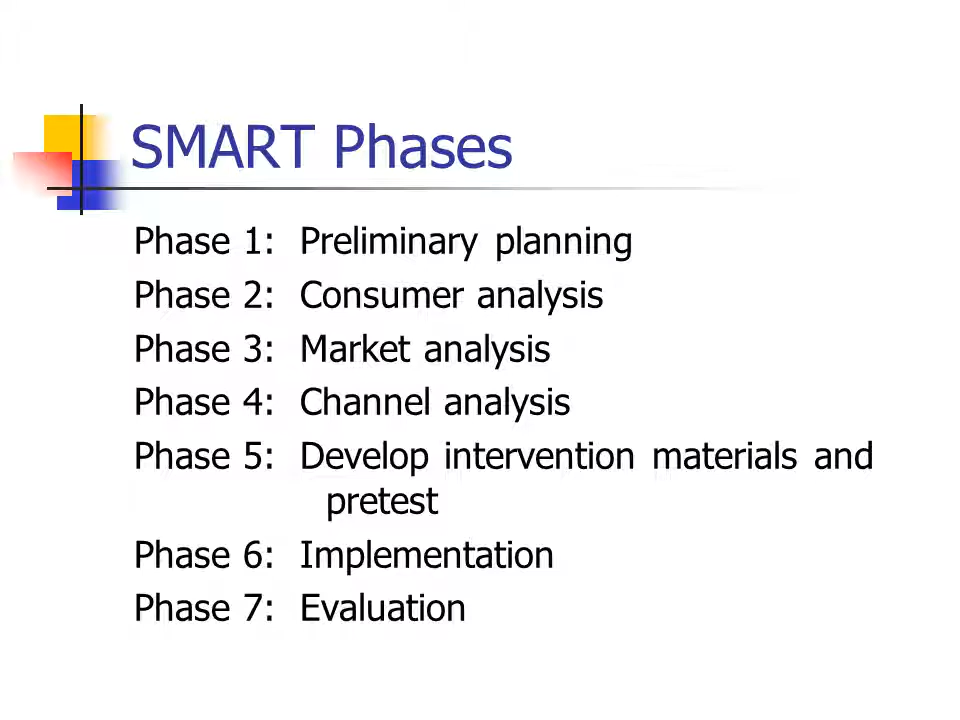 SMART Phases
Phase 1: Preliminary planning
Phase 2: Consumer analysis
Phase 3: Market analysis
Phase 4: Channel analysis
Phase 5: Develop intervention materials and
pretest
Phase 6: Implementation
Phase 7: Evaluation